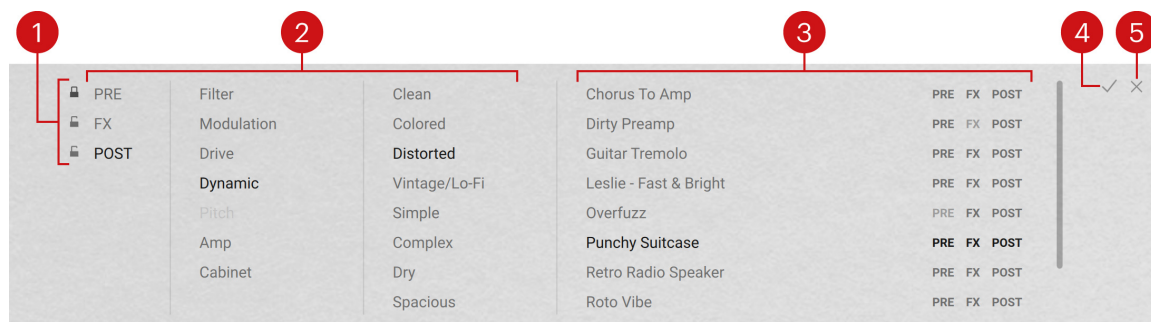 1 2 3 4 5
PRE Filter Clean Chorus To Amp PRE FX POST
FX Modulation Colored Dirty Preamp PRE FX POST
POST Drive Distorted Guitar Tremolo PRE FX POST
Dynamic Vintage/Lo-Fi Leslie - Fast & Bright PRE FX POST
Pitch Simple Overfuzz PRE FX POST
Amp Complex Punchy Suitcase PRE FX POST
Cabinet Dry Retro Radio Speaker PRE FX POST
Spacious Roto Vibe PRE FX POST